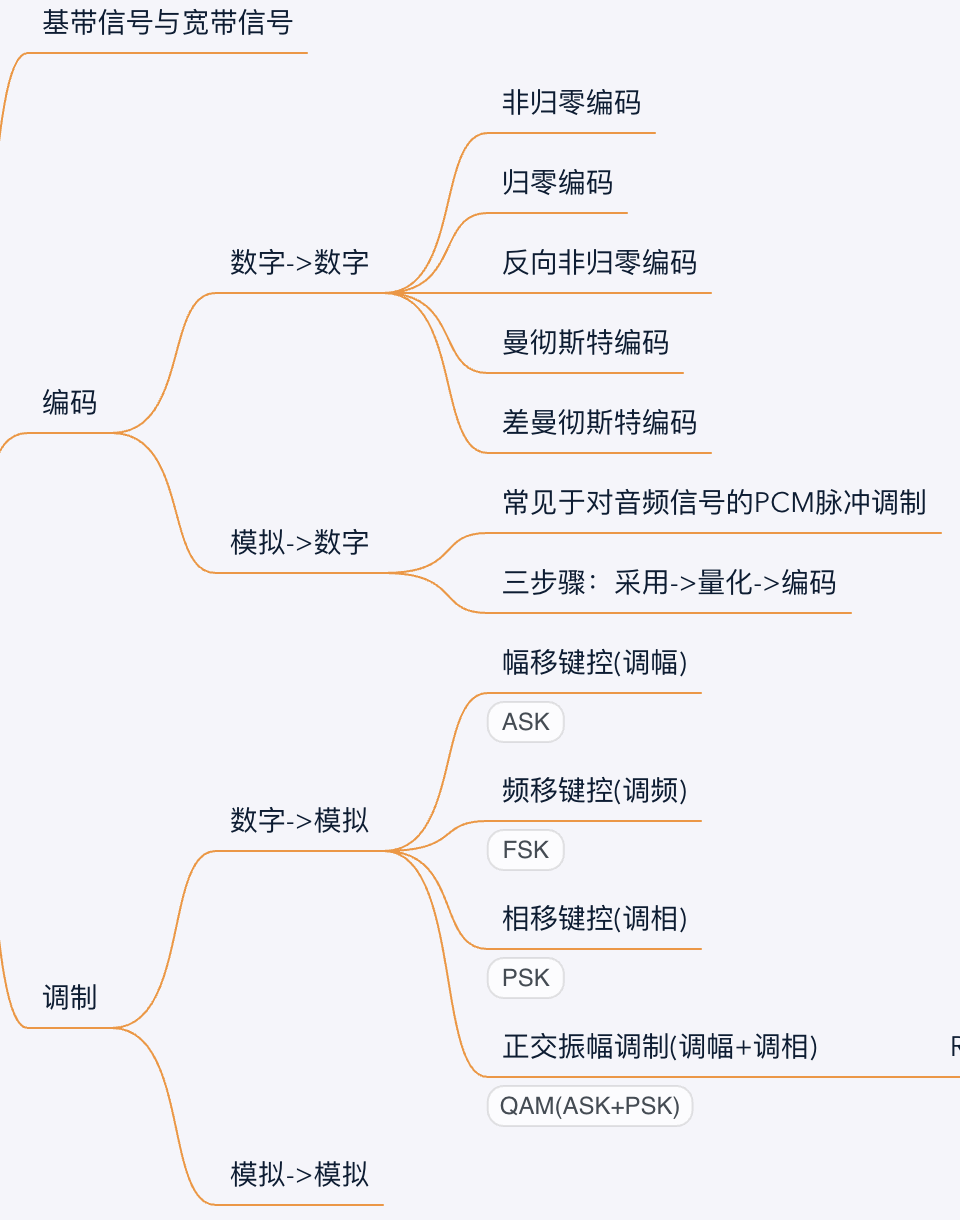 基带信号与宽带信号
编码
数字->数字
非归零编码
归零编码
反向非归零编码
曼彻斯特编码
差曼彻斯特编码
模拟->数字
常见于对音频信号的PCM脉冲调制
三步骤：采用->量化->编码
调制
数字->模拟
幅移键控(调幅)
ASK
频移键控(调频)
FSK
相移键控(调相)
PSK
正交振幅调制(调幅+调相)
QAM(ASK+PSK)
模拟->模拟